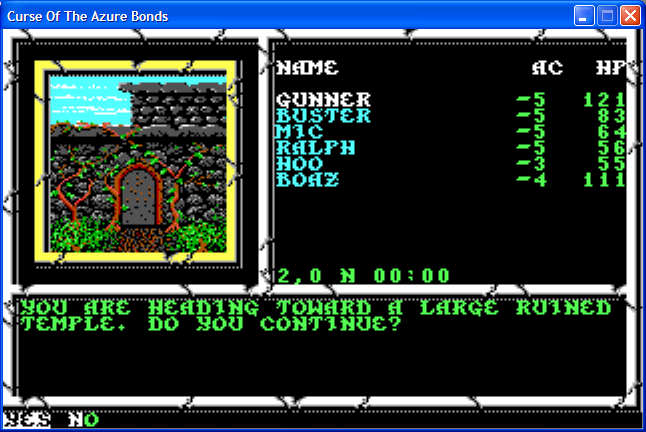 Curse Of The Azure Bonds
NAME AC HP
GUNNER -5 121
BUSTER -5 83
MIC -5 64
RALPH -5 56
HOO -3 55
BOAZ -4 111
2,0 N 00:00
YOU ARE HEADING TOWARD A LARGE RUINED
TEMPLE. DO YOU CONTINUE?
YES NO